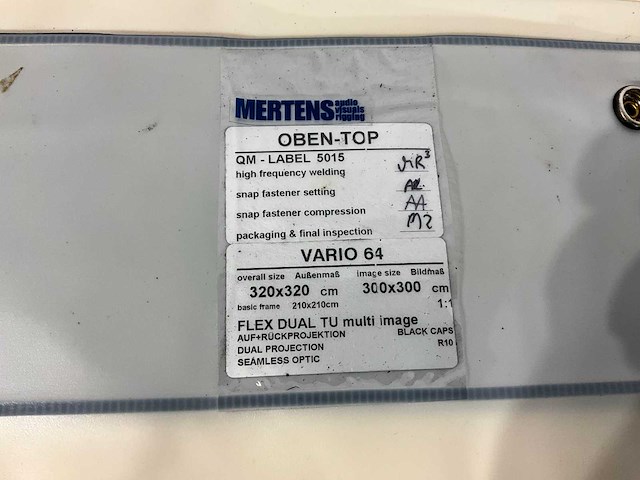 MERTENS audio visuals rigging
OBEN-TOP
QM - LABEL 5015
high frequency welding
snap fastener setting
snap fastener compression AA
packaging & final inspection
VARIO 64
overall size Außenmaß image size Bildmaß
320x320 cm 300x300 cm
basic frame 210x210cm 1:1
FLEX DUAL TU multi image
AUF+RÜCKPROJEKTION BLACK CAPS
DUAL PROJECTION R10
SEAMLESS OPTIC